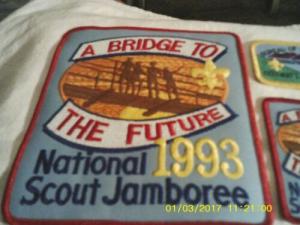 A BRIDGE TO
THE FUTURE
National 1993
Scout Jamboree
01/03/2017 11:21:00